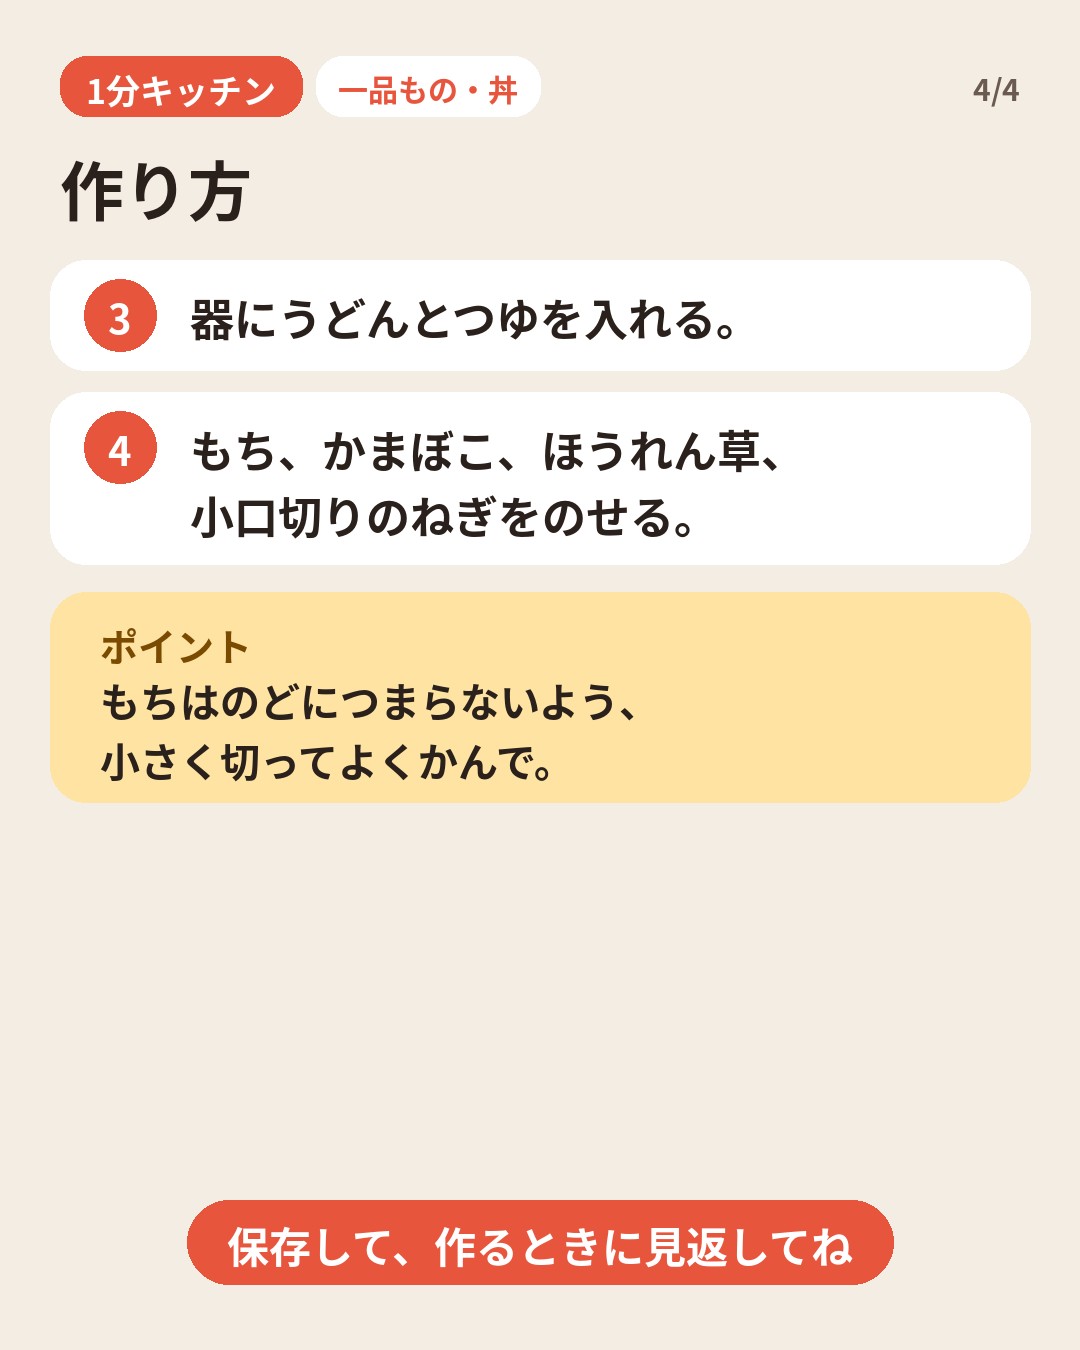 1分キッチン
一品もの・丼
4/4
作り方
3 器にうどんとつゆを入れる。
4 もち、かまぼこ、ほうれん草、
小口切りのねぎをのせる。
ポイント
もちはのどにつまらないよう、
小さく切ってよくかんで。
保存して、作るときに見返してね